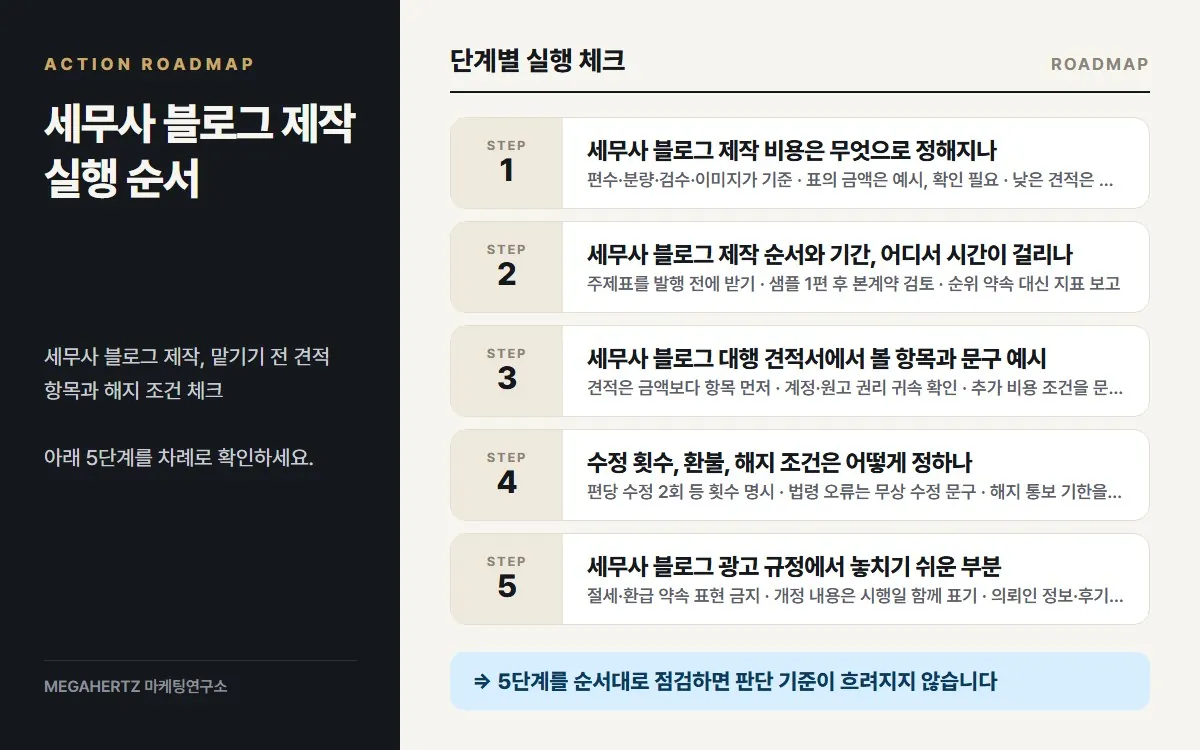 ACTION ROADMAP
세무사 블로그 제작
실행 순서
세무사 블로그 제작, 맡기기 전 견적
항목과 해지 조건 체크
아래 5단계를 차례로 확인하세요.
MEGAHERTZ 마케팅연구소
단계별 실행 체크
ROADMAP
STEP
1
세무사 블로그 제작 비용은 무엇으로 정해지나
편수·분량·검수·이미지가 기준 · 표의 금액은 예시, 확인 필요 · 낮은 견적은 ...
STEP
2
세무사 블로그 제작 순서와 기간, 어디서 시간이 걸리나
주제표를 발행 전에 받기 · 샘플 1편 후 본계약 검토 · 순위 약속 대신 지표 보고
STEP
3
세무사 블로그 대행 견적서에서 볼 항목과 문구 예시
견적은 금액보다 항목 먼저 · 계정·원고 권리 귀속 확인 · 추가 비용 조건을 문...
STEP
4
수정 횟수, 환불, 해지 조건은 어떻게 정하나
편당 수정 2회 등 횟수 명시 · 법령 오류는 무상 수정 문구 · 해지 통보 기한을...
STEP
5
세무사 블로그 광고 규정에서 놓치기 쉬운 부분
절세·환급 약속 표현 금지 · 개정 내용은 시행일 함께 표기 · 의뢰인 정보·후기...
→ 5단계를 순서대로 점검하면 판단 기준이 흐려지지 않습니다